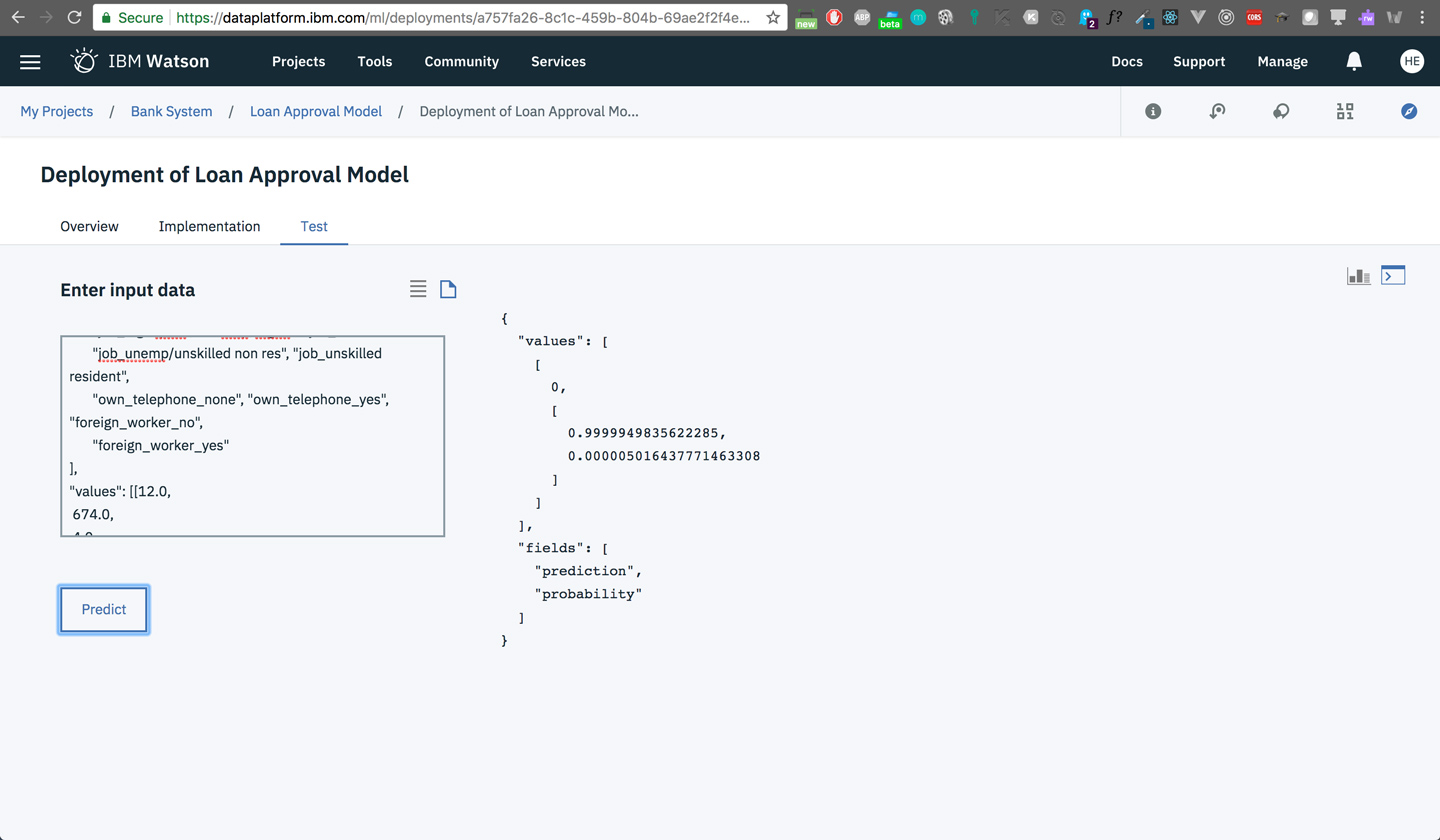 Secure https://dataplatform.ibm.com/ml/deployments/a757fa26-8c1c-459b-804b-69ae2f2f4e...
new ABP beta m K 2 f? CORS rw
IBM Watson Projects Tools Community Services Docs Support Manage HE
My Projects / Bank System / Loan Approval Model / Deployment of Loan Approval Mo...
Deployment of Loan Approval Model
Overview Implementation Test
Enter input data
"job_unemp/unskilled non res", "job_unskilled
resident",
"own_telephone_none", "own_telephone_yes",
"foreign_worker_no",
"foreign_worker_yes"
],
"values": [[12.0,
674.0,
Predict
{
"values": [
[
0,
[
0.9999949835622285,
0.000005016437771463308
]
]
],
"fields": [
"prediction",
"probability"
]
}